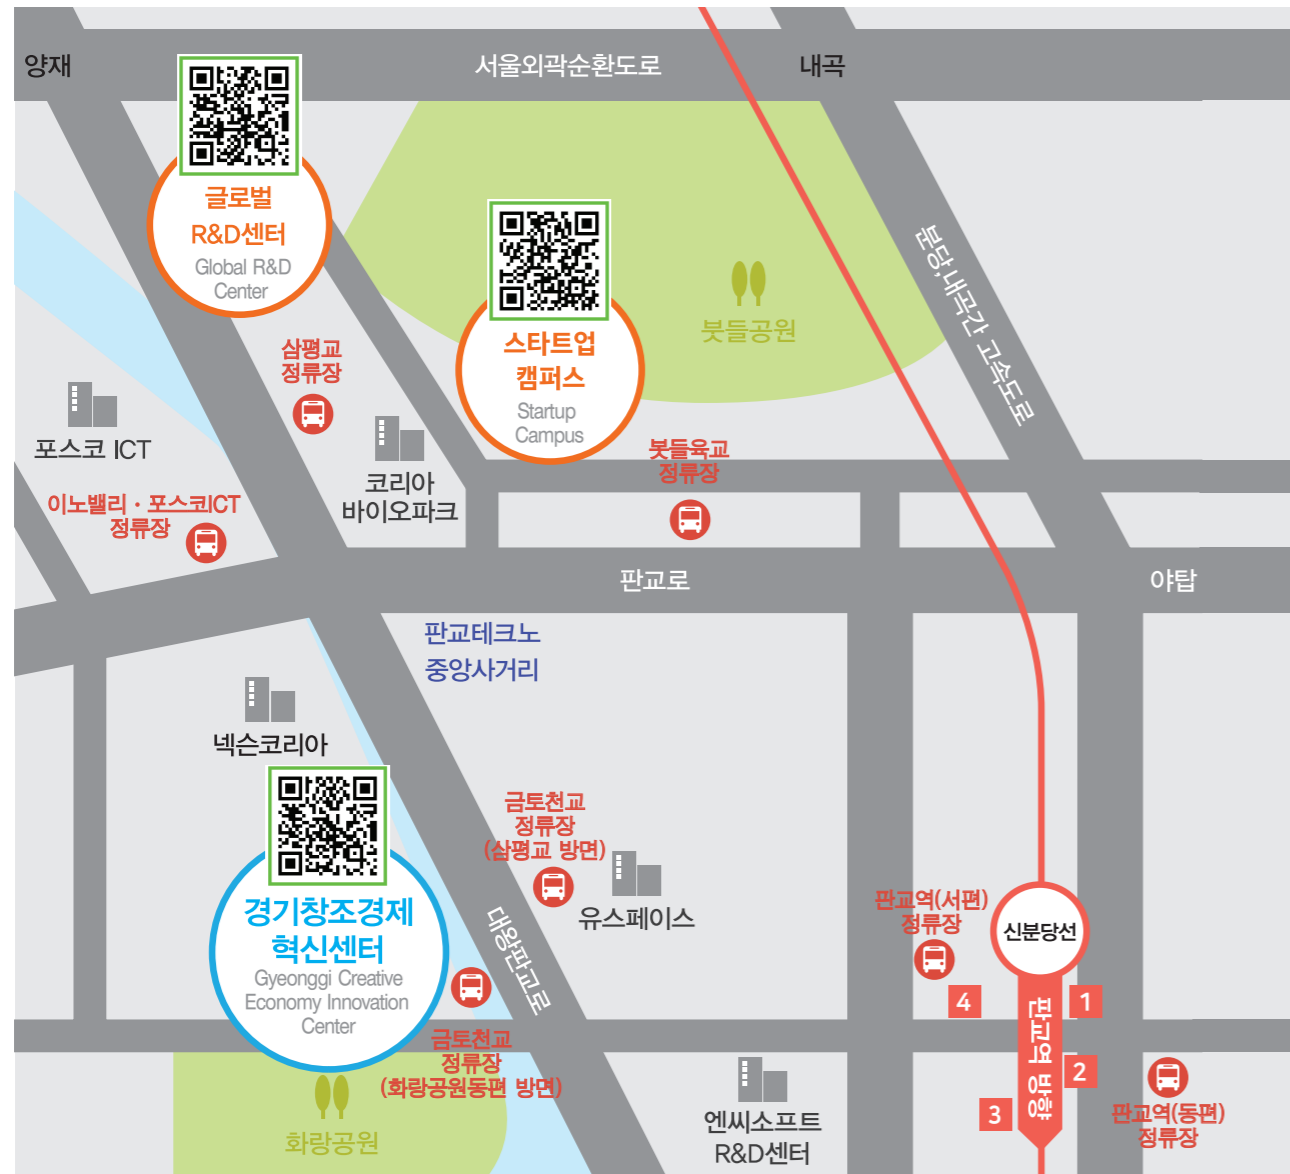 양재
서울외곽순환도로
내곡
글로벌
R&D센터
Global R&D
Center
스타트업
캠퍼스
Startup
Campus
붓들공원
분당,내곡간 고속도로
삼평교
정류장
포스코 ICT
코리아
바이오파크
붓들육교
정류장
이노밸리 · 포스코ICT
정류장
판교로
야탑
판교테크노
중앙사거리
넥슨코리아
금토천교
정류장
(삼평교 방면)
유스페이스
경기창조경제
혁신센터
Gyeonggi Creative
Economy Innovation
Center
대왕판교로
판교역(서편)
정류장
신분당선
4
1
판교역 방향
2
3
금토천교
정류장
(화랑공원동편 방면)
화랑공원
엔씨소프트
R&D센터
판교역(동편)
정류장